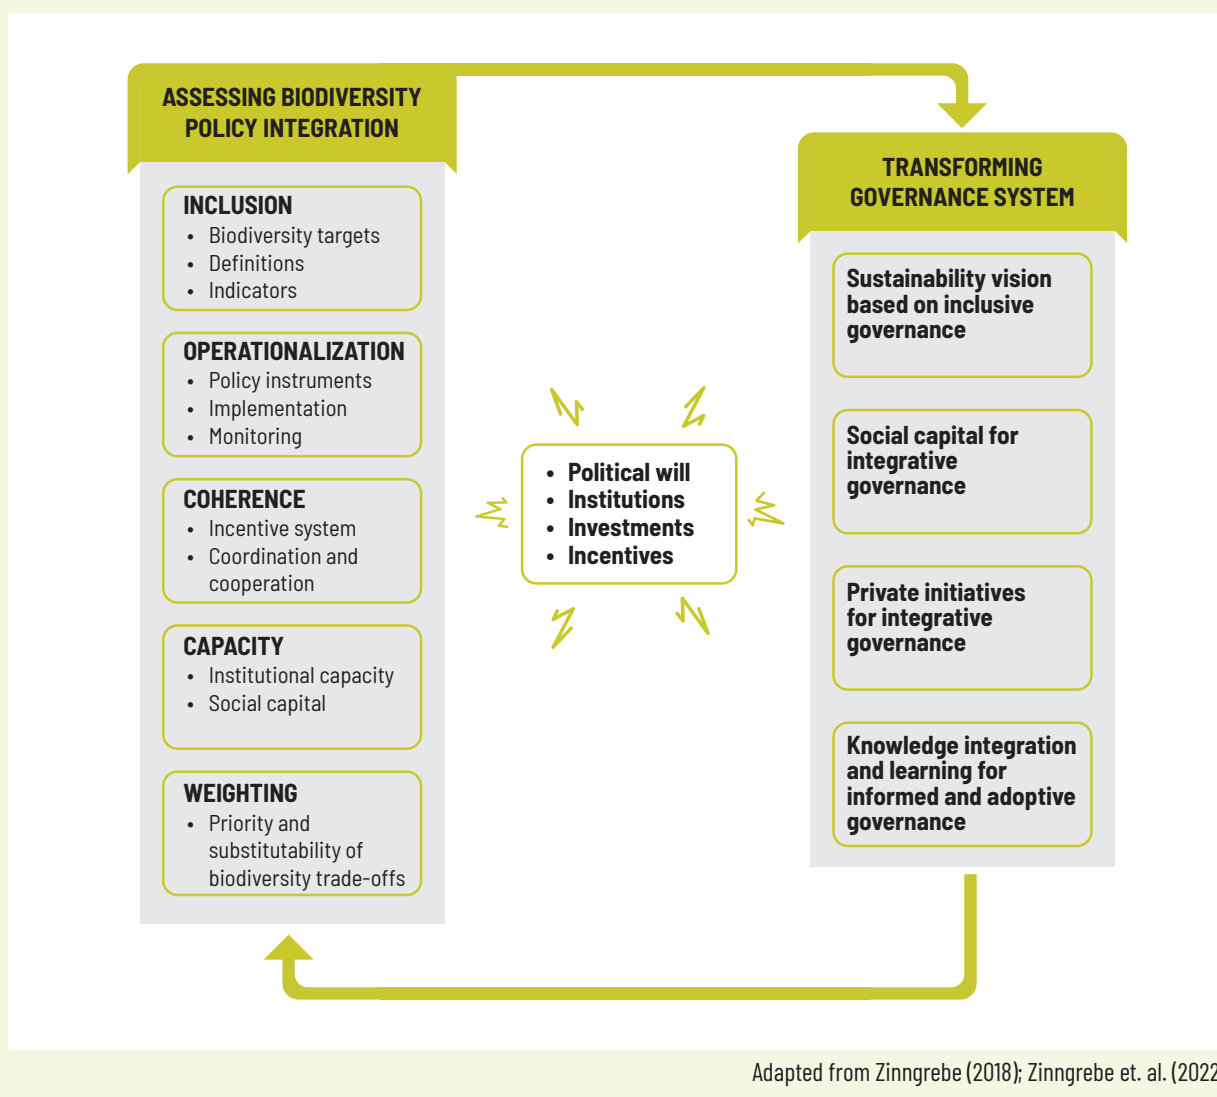 ASSESSING BIODIVERSITY
POLICY INTEGRATION
INCLUSION
• Biodiversity targets
• Definitions
• Indicators
OPERATIONALIZATION
• Policy instruments
• Implementation
• Monitoring
COHERENCE
• Incentive system
• Coordination and
cooperation
CAPACITY
• Institutional capacity
• Social capital
WEIGHTING
• Priority and
substitutability of
biodiversity trade-offs
• Political will
• Institutions
• Investments
• Incentives
TRANSFORMING
GOVERNANCE SYSTEM
Sustainability vision
based on inclusive
governance
Social capital for
integrative
governance
Private initiatives
for integrative
governance
Knowledge integration
and learning for
informed and adoptive
governance
Adapted from Zinngrebe (2018); Zinngrebe et. al. (2022